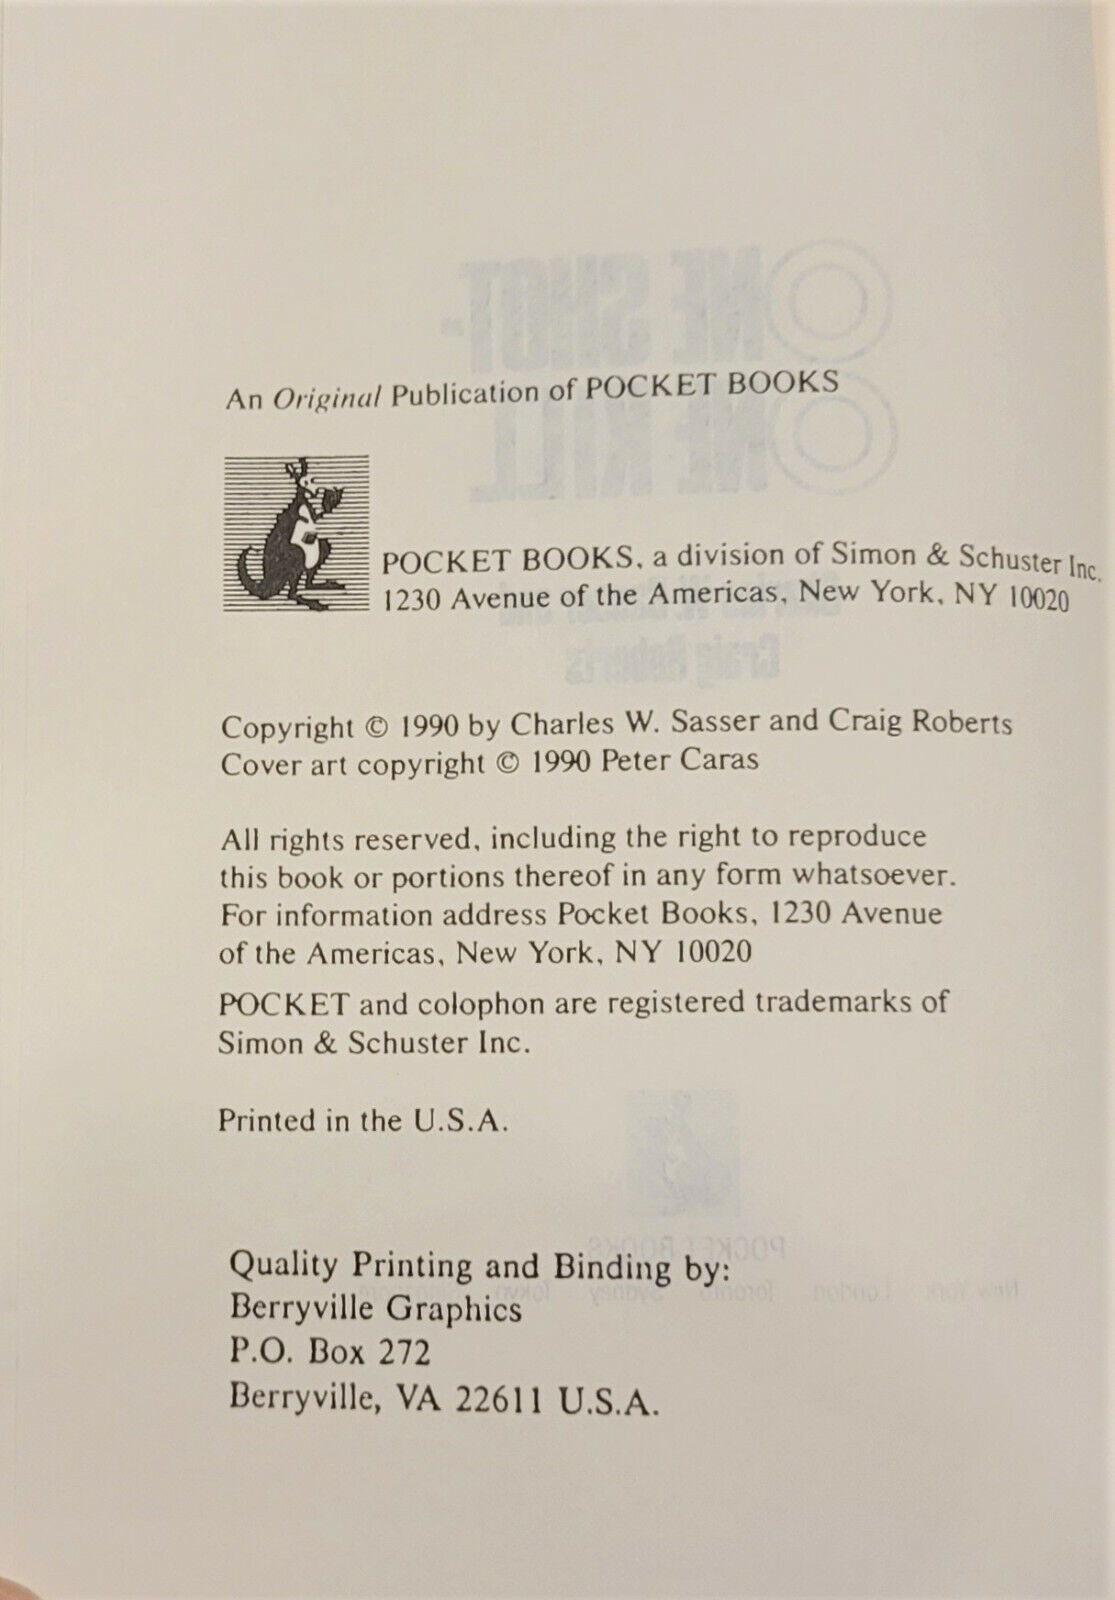 An Original Publication of POCKET BOOKS
POCKET BOOKS, a division of Simon & Schuster Inc.
1230 Avenue of the Americas, New York, NY 10020
Copyright © 1990 by Charles W. Sasser and Craig Roberts
Cover art copyright © 1990 Peter Caras
All rights reserved, including the right to reproduce
this book or portions thereof in any form whatsoever.
For information address Pocket Books, 1230 Avenue
of the Americas, New York, NY 10020
POCKET and colophon are registered trademarks of
Simon & Schuster Inc.
Printed in the U.S.A.
Quality Printing and Binding by:
Berryville Graphics
P.O. Box 272
Berryville, VA 22611 U.S.A.